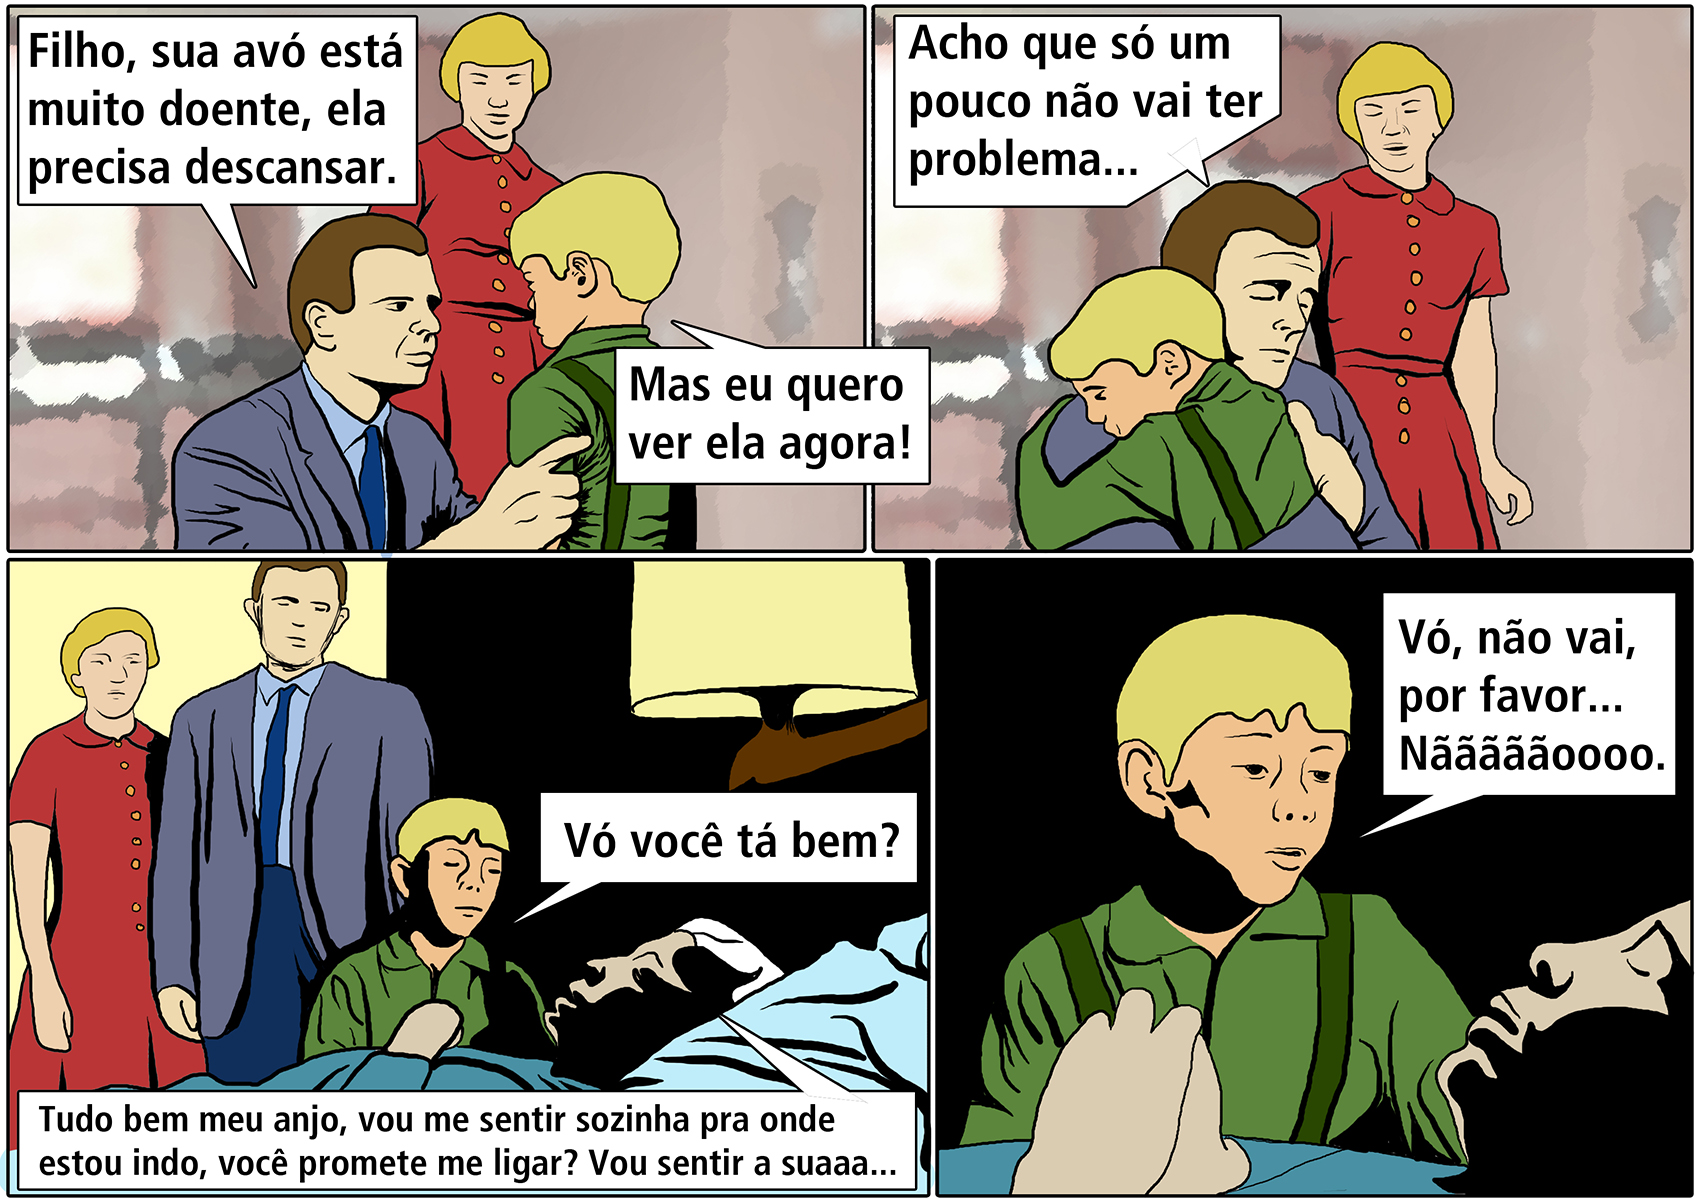 Filho, sua avó está
muito doente, ela
precisa descansar.
Mas eu quero
ver ela agora!
Acho que só um
pouco não vai ter
problema...
Vó você tá bem?
Tudo bem meu anjo, vou me sentir sozinha pra onde
estou indo, você promete me ligar? Vou sentir a suaaa...
Vó, não vai,
por favor...
Nãããããoooo.